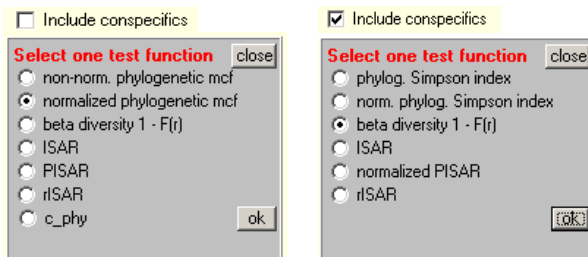 Include conspecifics
Select one test function close
non-norm. phylogenetic mcf
normalized phylogenetic mcf
beta diversity 1 - F(r)
ISAR
PISAR
rISAR
c_phy ok
Include conspecifics
Select one test function close
phylog. Simpson index
norm. phylog. Simpson index
beta diversity 1 - F(r)
ISAR
normalized PISAR
rISAR
ok